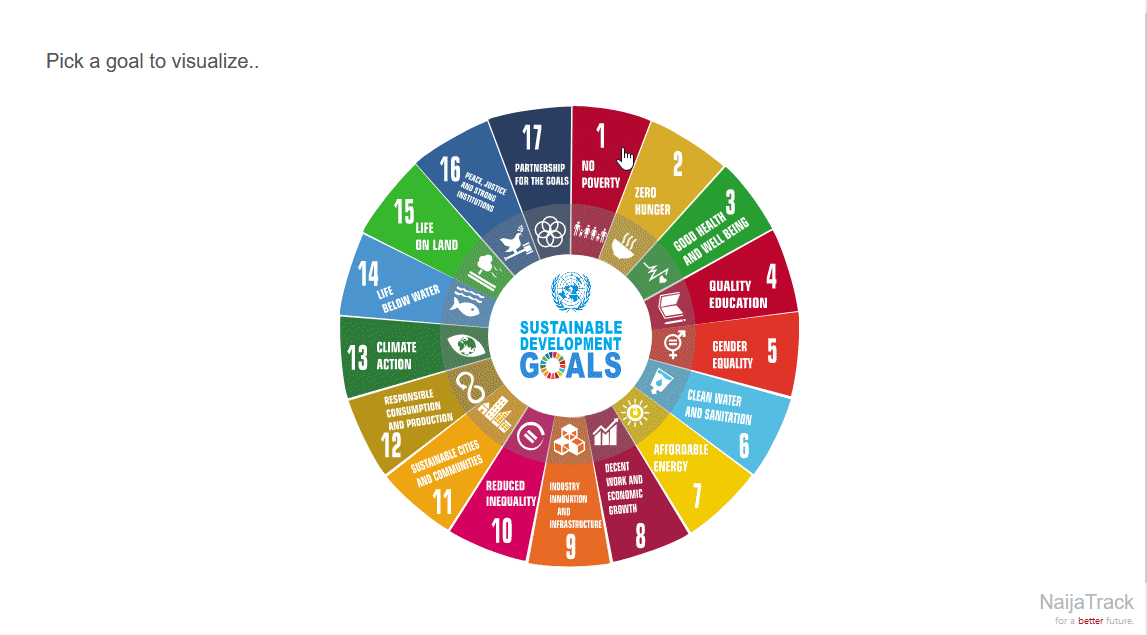 Pick a goal to visualize..
1
NO
POVERTY
2
ZERO
HUNGER
3
GOOD HEALTH
AND WELL BEING
4
QUALITY
EDUCATION
5
GENDER
EQUALITY
6
CLEAN WATER
AND SANITATION
7
AFFORDABLE
ENERGY
8
DECENT
WORK AND
ECONOMIC
GROWTH
9
INDUSTRY
INNOVATION
AND
INFRASTRUCTURE
10
REDUCED
INEQUALITY
11
SUSTAINABLE CITIES
AND COMMUNITIES
12
RESPONSIBLE
CONSUMPTION
AND PRODUCTION
13
CLIMATE
ACTION
14
LIFE
BELOW WATER
15
LIFE
ON LAND
16
PEACE, JUSTICE
AND STRONG
INSTITUTIONS
17
PARTNERSHIP
FOR THE GOALS
SUSTAINABLE
DEVELOPMENT
GOALS
NaijaTrack
for a better future.